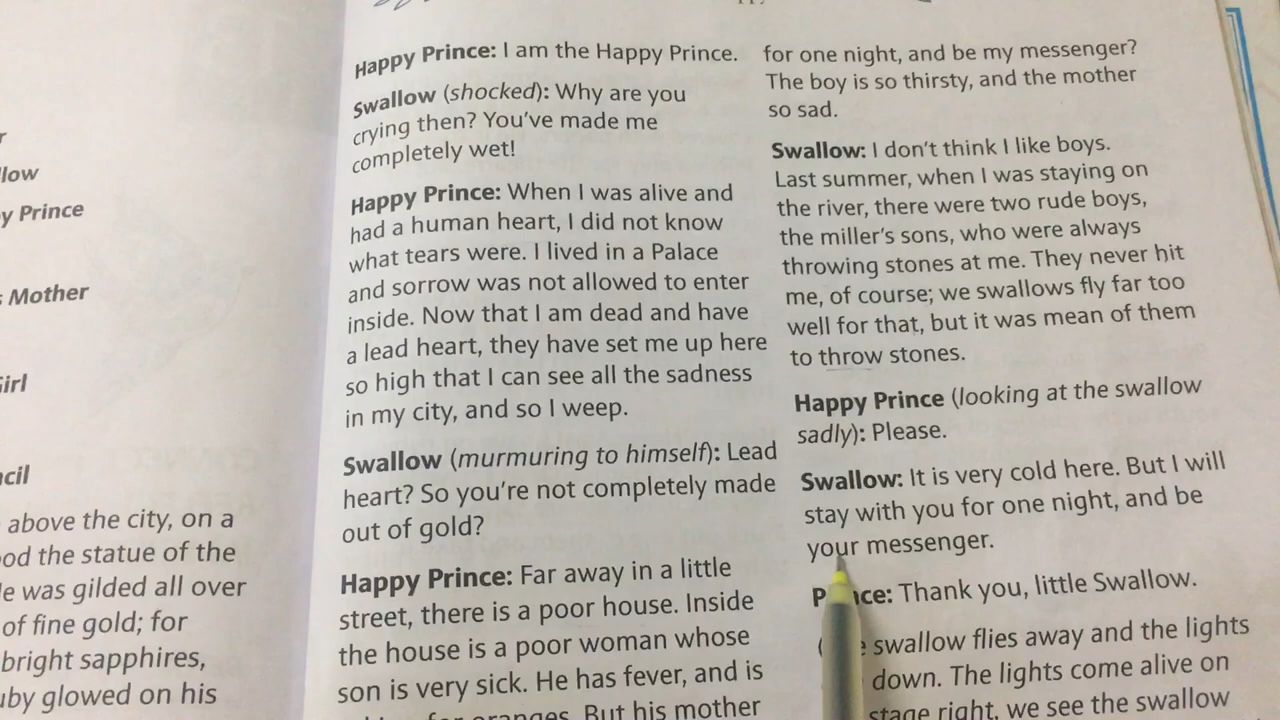 low
y Prince
Mother
irl
cil
above the city, on a
od the statue of the
e was gilded all over
of fine gold; for
bright sapphires,
uby glowed on his
Happy Prince: I am the Happy Prince.
Swallow (shocked): Why are you
crying then? You've made me
completely wet!
Happy Prince: When I was alive and
had a human heart, I did not know
what tears were. I lived in a Palace
and sorrow was not allowed to enter
inside. Now that I am dead and have
a lead heart, they have set me up here
so high that I can see all the sadness
in my city, and so I weep.
Swallow (murmuring to himself): Lead
heart? So you're not completely made
out of gold?
Happy Prince: Far away in a little
street, there is a poor house. Inside
the house is a poor woman whose
son is very sick. He has fever, and is
for oranges. But his mother
for one night, and be my messenger?
The boy is so thirsty, and the mother
so sad.
Swallow: I don't think I like boys.
Last summer, when I was staying on
the river, there were two rude boys,
the miller's sons, who were always
throwing stones at me. They never hit
me, of course; we swallows fly far too
well for that, but it was mean of them
to throw stones.
Happy Prince (looking at the swallow
sadly): Please.
Swallow: It is very cold here. But I will
stay with you for one night, and be
your messenger.
Thank you, little Swallow.
swallow flies away and the lights
down. The lights come alive on
stage right, we see the swallow